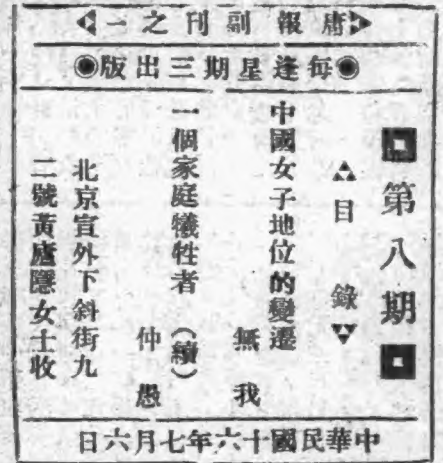 唐報副刊之一
每逢星期三出版
第八期
目錄
中國女子地位的變遷
無我
一個家庭犧牲者（續）
仲愚
北京宣外下斜街九
二號黃廬隱女士收
中華民國十六年七月六日